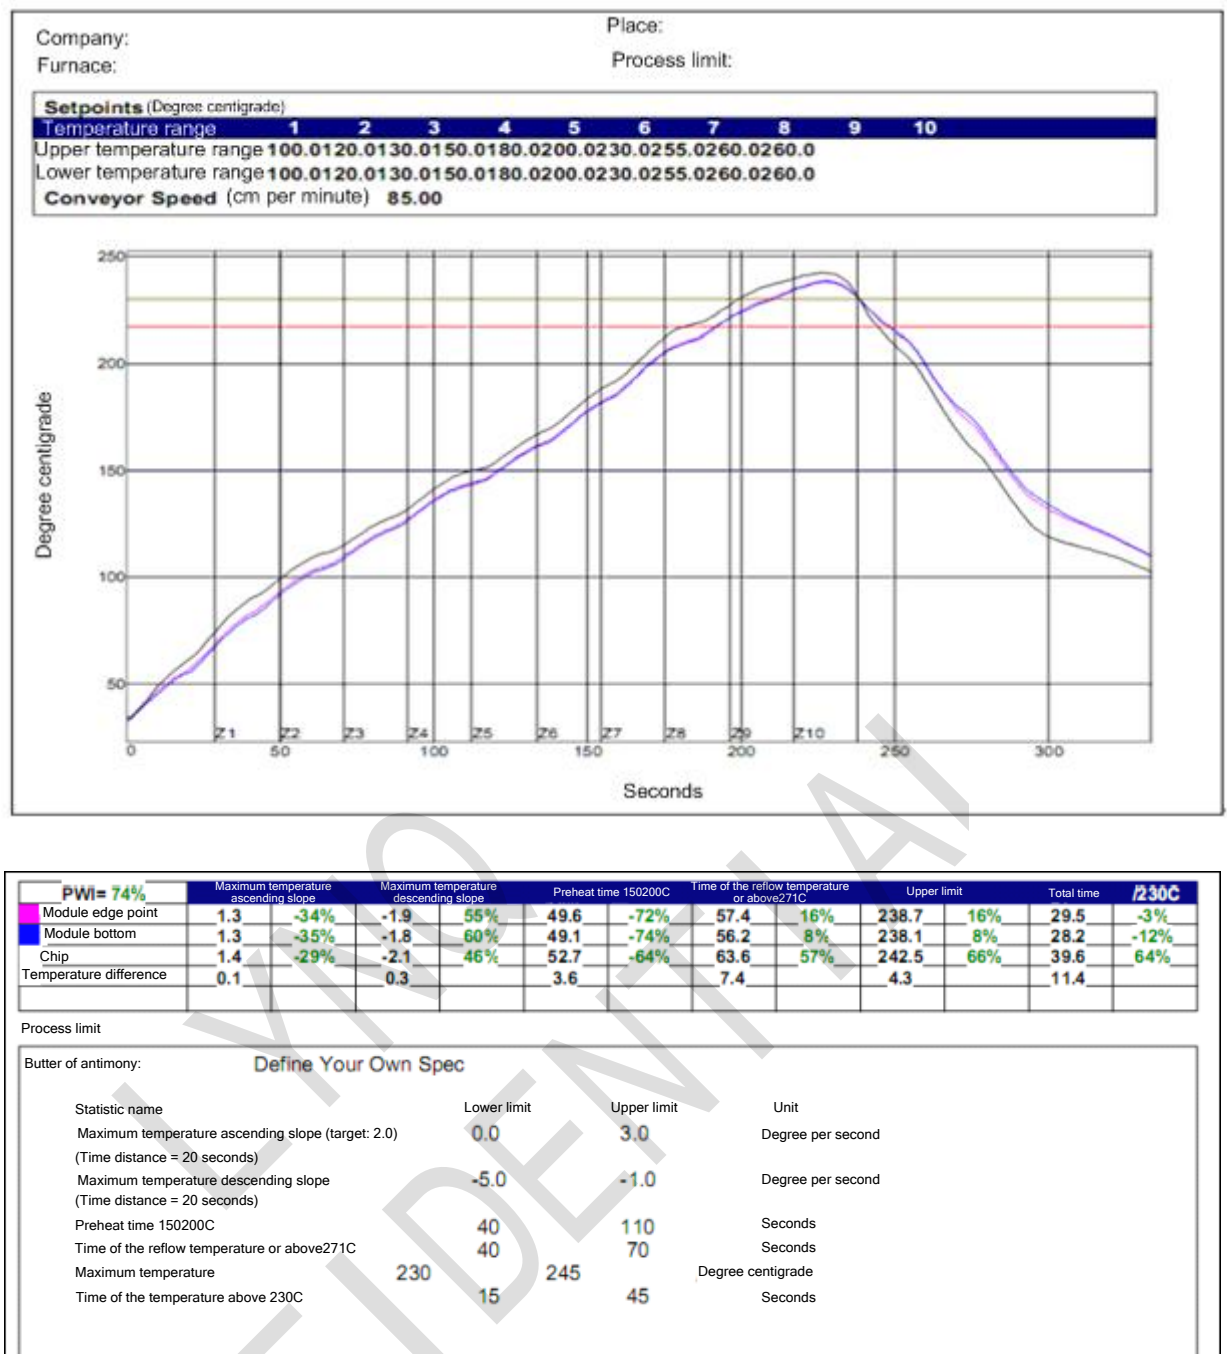 Company:
Place:
Furnace:
Process limit:
Setpoints (Degree centigrade)
Temperature range 1 2 3 4 5 6 7 8 9 10
Upper temperature range 100.0120.0130.0150.0180.0200.0230.0255.0260.0260.0
Lower temperature range 100.0120.0130.0150.0180.0200.0230.0255.0260.0260.0
Conveyor Speed (cm per minute) 85.00
250
200
150
100
50
Degree centigrade
Z1 Z2 Z3 Z4 Z5 Z6 Z7 Z8 Z9 Z10
0 50 100 150 200 250 300
Seconds
PWI= 74% Maximum temperature ascending slope Maximum temperature descending slope Preheat time 150200C Time of the reflow temperature or above271C Upper limit Total time /230C
Module edge point 1.3 -34% -1.9 55% 49.6 -72% 57.4 16% 238.7 16% 29.5 -3%
Module bottom 1.3 -35% -1.8 60% 49.1 -74% 56.2 8% 238.1 8% 28.2 -12%
Chip 1.4 -29% -2.1 46% 52.7 -64% 63.6 57% 242.5 66% 39.6 64%
Temperature difference 0.1 0.3 3.6 7.4 4.3 11.4
Process limit
Butter of antimony: Define Your Own Spec
Statistic name Lower limit Upper limit Unit
Maximum temperature ascending slope (target: 2.0) 0.0 3.0 Degree per second
(Time distance = 20 seconds)
Maximum temperature descending slope -5.0 -1.0 Degree per second
(Time distance = 20 seconds)
Preheat time 150200C 40 110 Seconds
Time of the reflow temperature or above271C 40 70 Seconds
Maximum temperature 230 245 Degree centigrade
Time of the temperature above 230C 15 45 Seconds